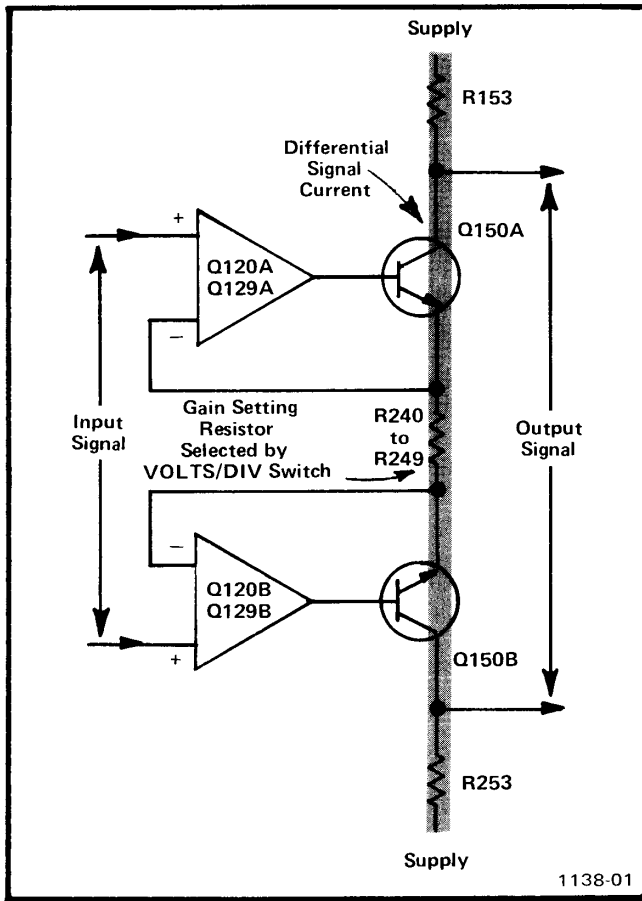 Supply
R153
Differential
Signal
Current
Q150A
+
Q120A
Q129A
−
Input
Signal
Gain Setting
Resistor
Selected by
VOLTS/DIV Switch
R240
to
R249
Output
Signal
−
Q120B
Q129B
+
Q150B
R253
Supply
1138-01